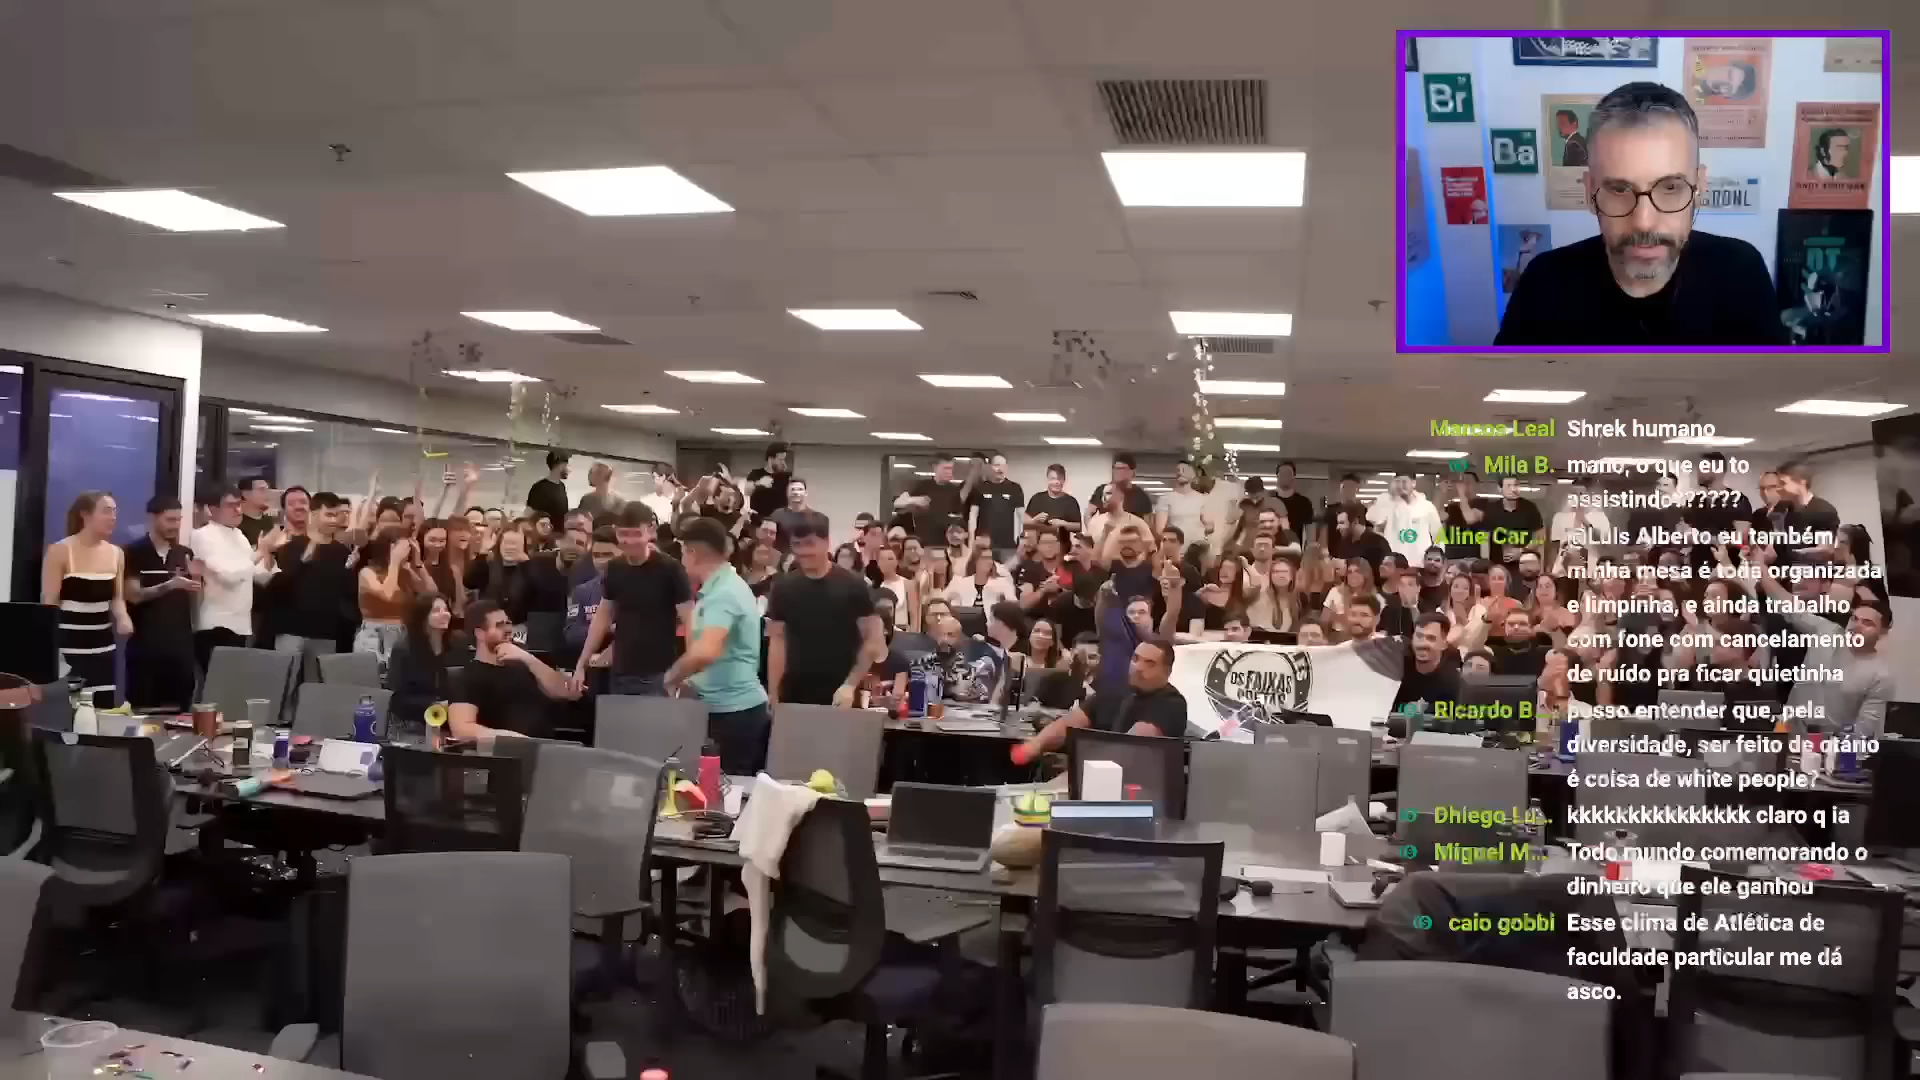 Br
Ba
ANDY KAUFMAN
OS FAIXAS
PRETAS
Marcos Leal Shrek humano
Mila B. mano, o que eu to
assistindo??????
Aline Car... @Luis Alberto eu também,
minha mesa é toda organizada
e limpinha, e ainda trabalho
com fone com cancelamento
de ruído pra ficar quietinha
Ricardo B... posso entender que, pela
diversidade, ser feito de otário
é coisa de white people?
Dhiego Lu... kkkkkkkkkkkkkkk claro q ia
Miguel M... Todo mundo comemorando o
dinheiro que ele ganhou
caio gobbi Esse clima de Atlética de
faculdade particular me dá
asco.